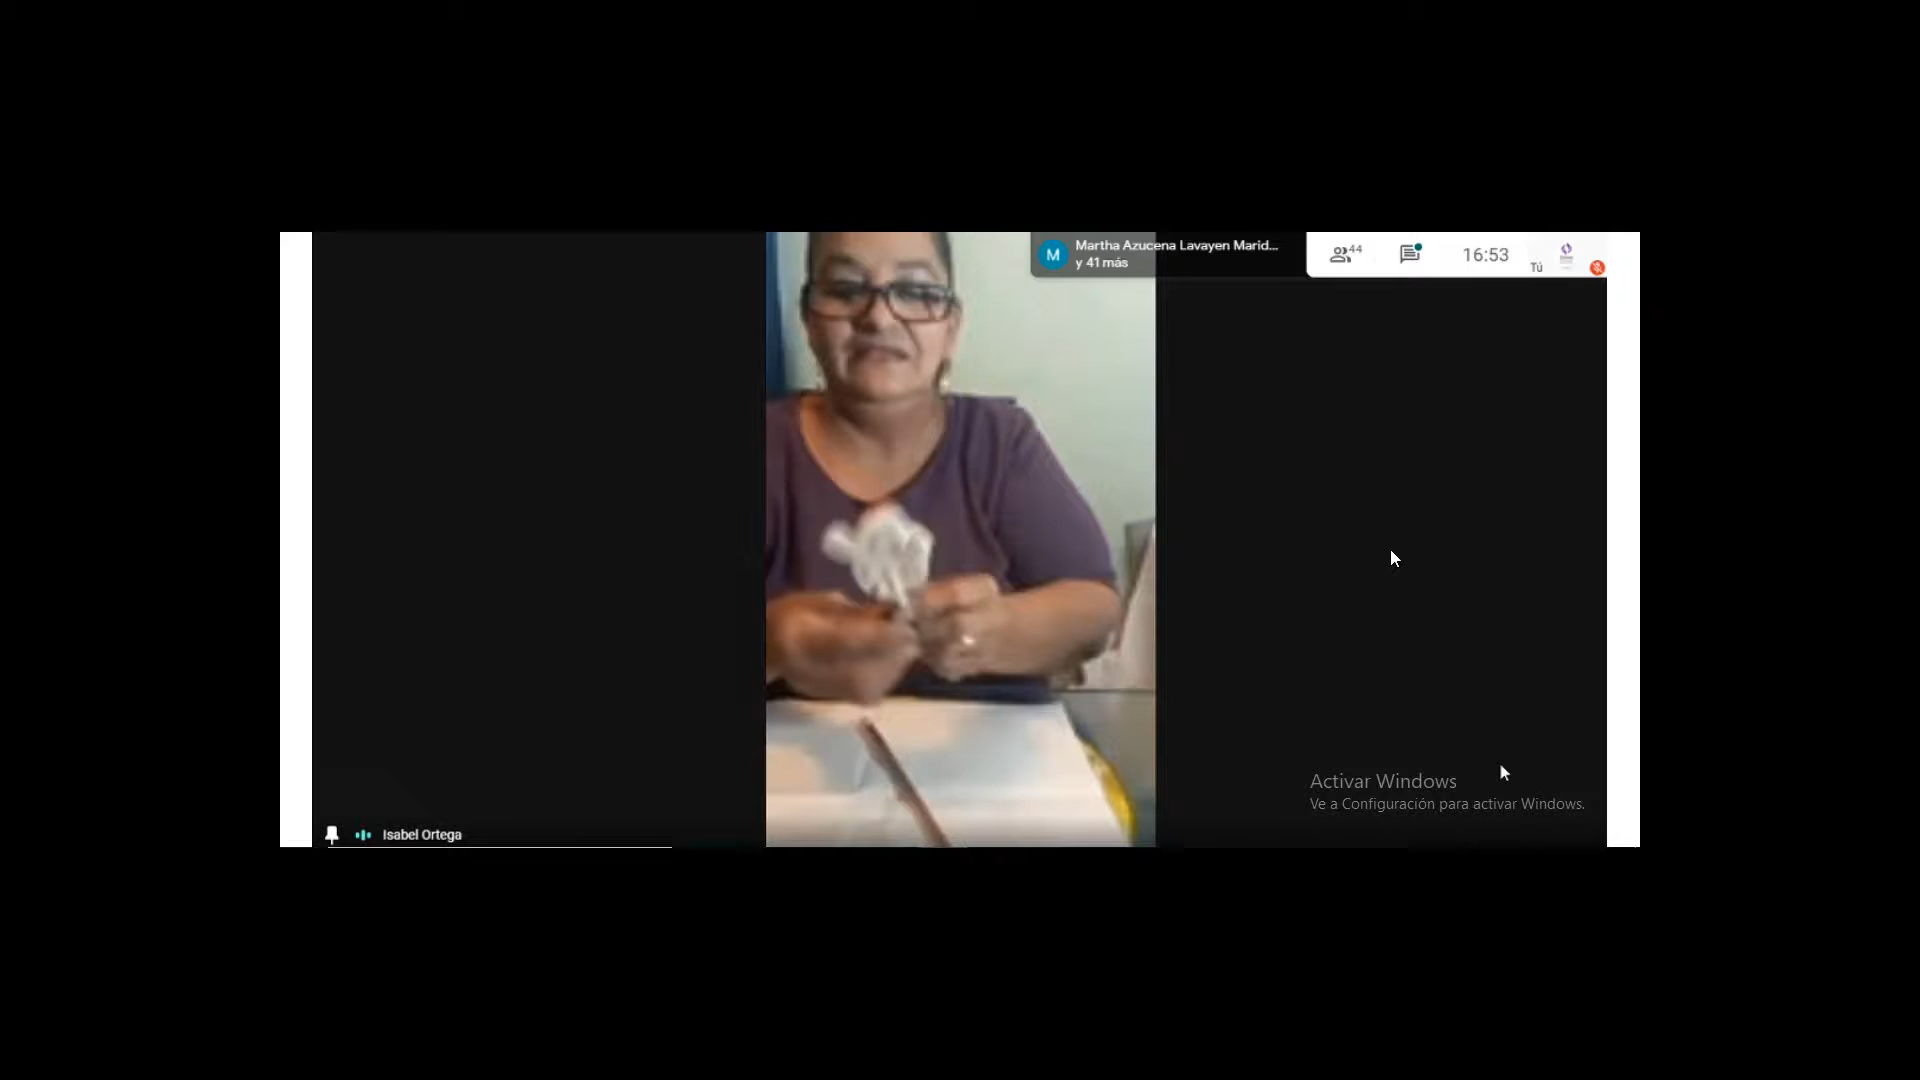 M
Martha Azucena Lavayen Marid...
y 41 más
44
16:53
Tú
Activar Windows
Ve a Configuración para activar Windows.
Isabel Ortega